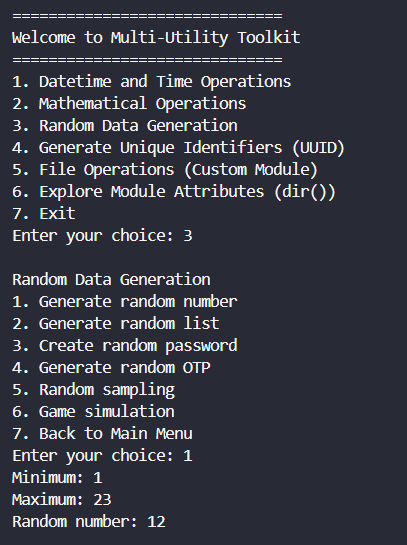 ==============================
Welcome to Multi-Utility Toolkit
==============================
1. Datetime and Time Operations
2. Mathematical Operations
3. Random Data Generation
4. Generate Unique Identifiers (UUID)
5. File Operations (Custom Module)
6. Explore Module Attributes (dir())
7. Exit
Enter your choice: 3

Random Data Generation
1. Generate random number
2. Generate random list
3. Create random password
4. Generate random OTP
5. Random sampling
6. Game simulation
7. Back to Main Menu
Enter your choice: 1
Minimum: 1
Maximum: 23
Random number: 12